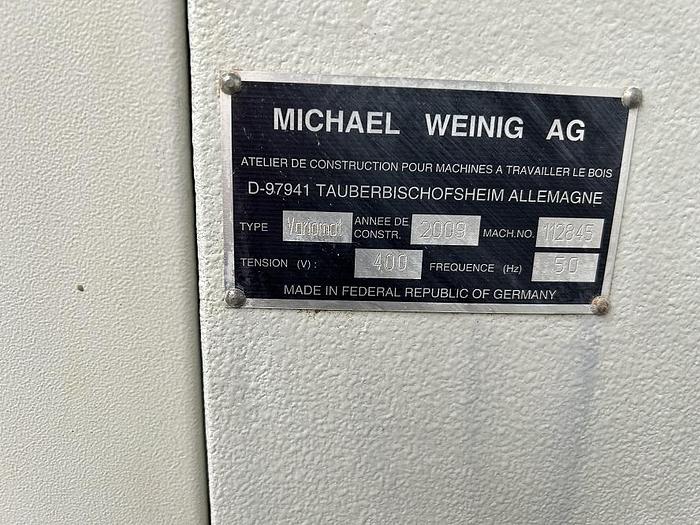 MICHAEL WEINIG AG
ATELIER DE CONSTRUCTION POUR MACHINES A TRAVAILLER LE BOIS
D-97941 TAUBERBISCHOFSHEIM ALLEMAGNE
TYPE Variomat ANNEE DE CONSTR. 2009 MACH.NO. 112845
TENSION (V) : 400 FREQUENCE (Hz) 50
MADE IN FEDERAL REPUBLIC OF GERMANY